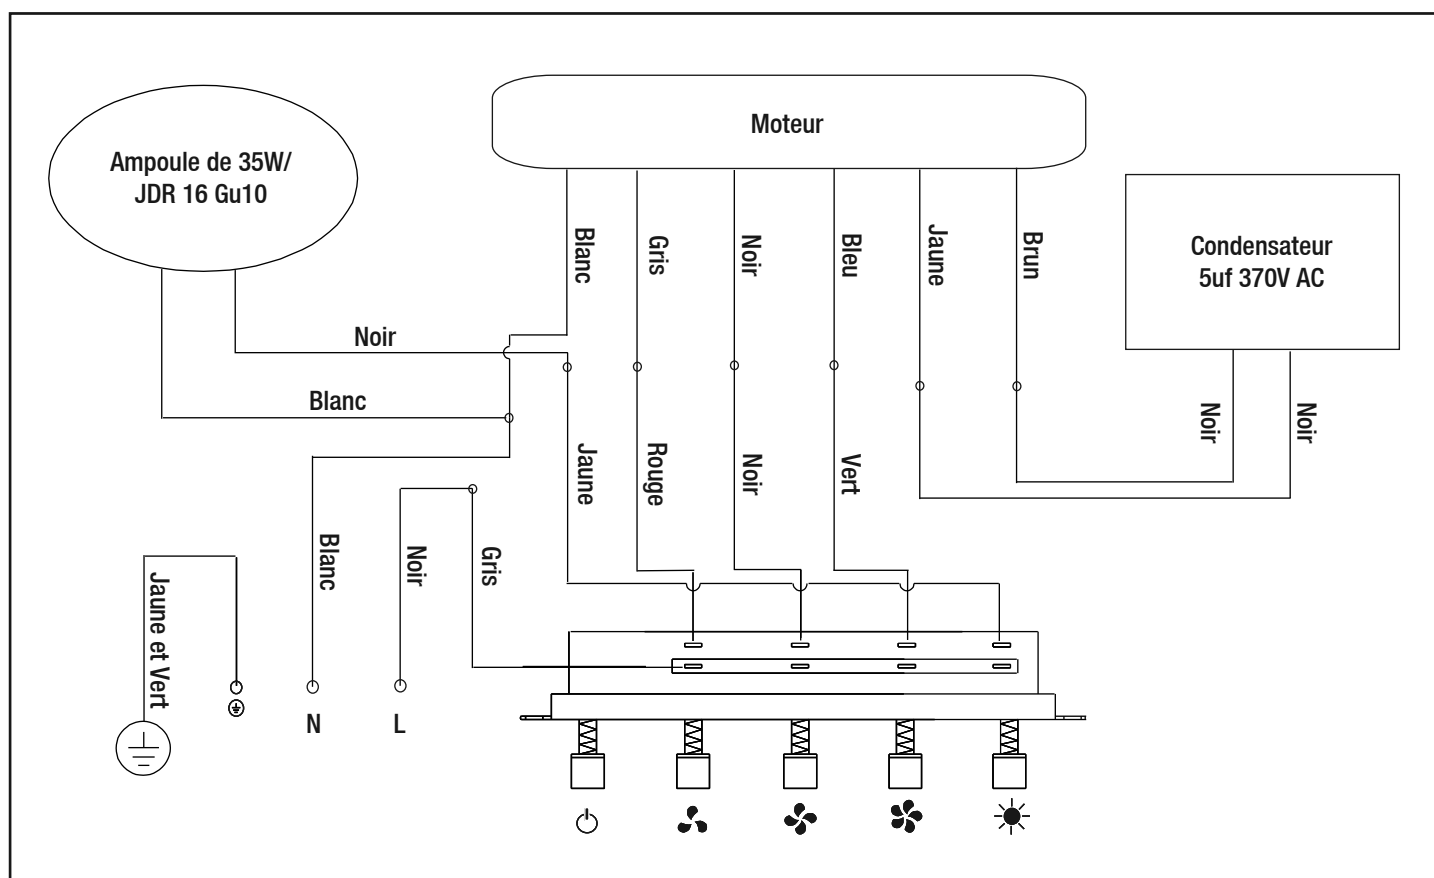 Moteur
Ampoule de 35W/
JDR 16 Gu10
Condensateur
5uf 370V AC
Blanc
Gris
Noir
Bleu
Jaune
Brun
Noir
Blanc
Jaune
Rouge
Noir
Vert
Noir
Noir
Jaune et Vert
Blanc
Noir
Gris
N
L